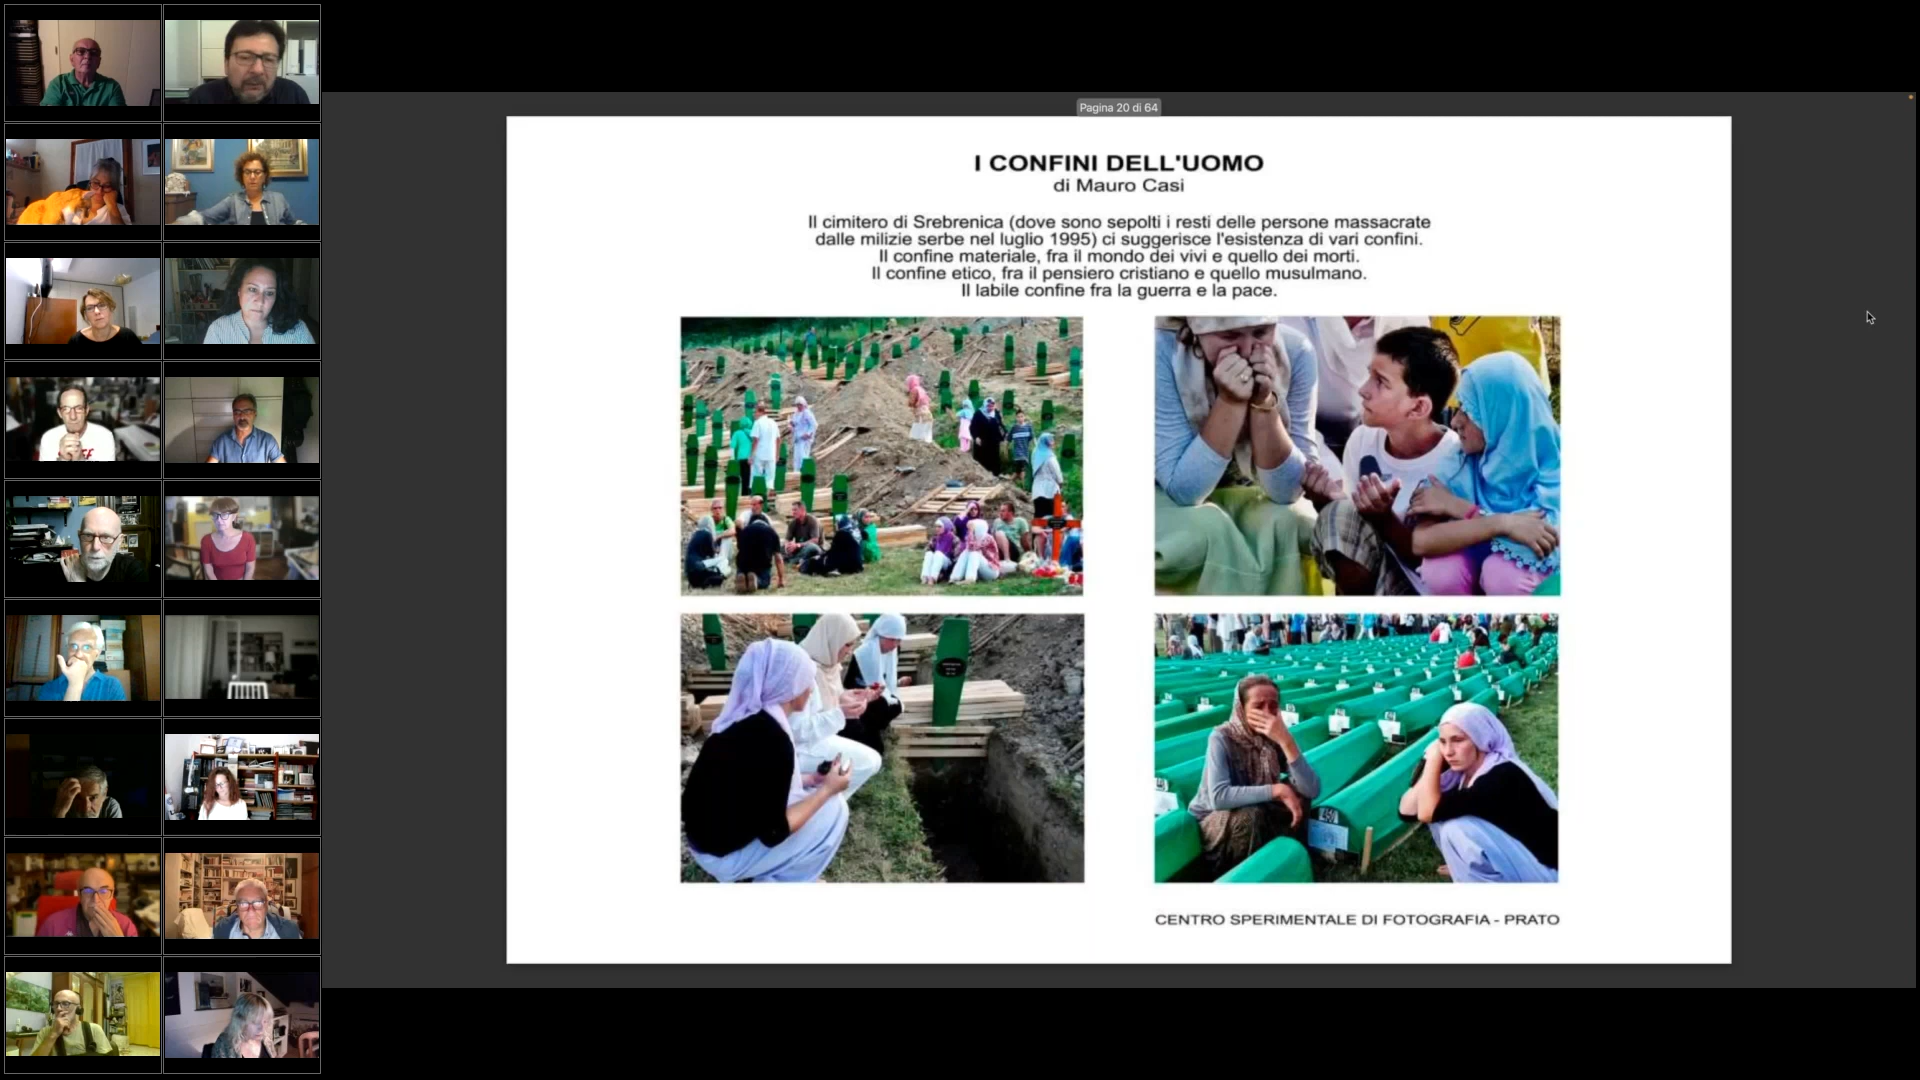 Pagina 20 di 64
I CONFINI DELL'UOMO
di Mauro Casi
Il cimitero di Srebrenica (dove sono sepolti i resti delle persone massacrate
dalle milizie serbe nel luglio 1995) ci suggerisce l'esistenza di vari confini.
Il confine materiale, fra il mondo dei vivi e quello dei morti.
Il confine etico, fra il pensiero cristiano e quello musulmano.
Il labile confine fra la guerra e la pace.
CENTRO SPERIMENTALE DI FOTOGRAFIA - PRATO